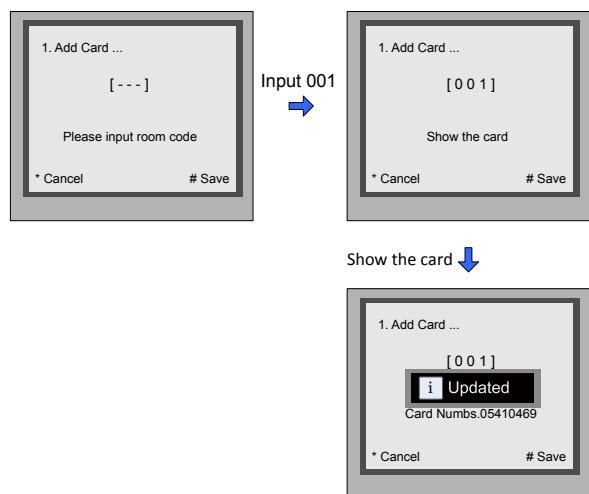 1. Add Card ...
[ - - - ]
Please input room code
* Cancel # Save
Input 001
1. Add Card ...
[ 0 0 1 ]
Show the card
* Cancel # Save
Show the card
1. Add Card ...
[ 0 0 1 ]
i Updated
Card Numbs.05410469
* Cancel # Save